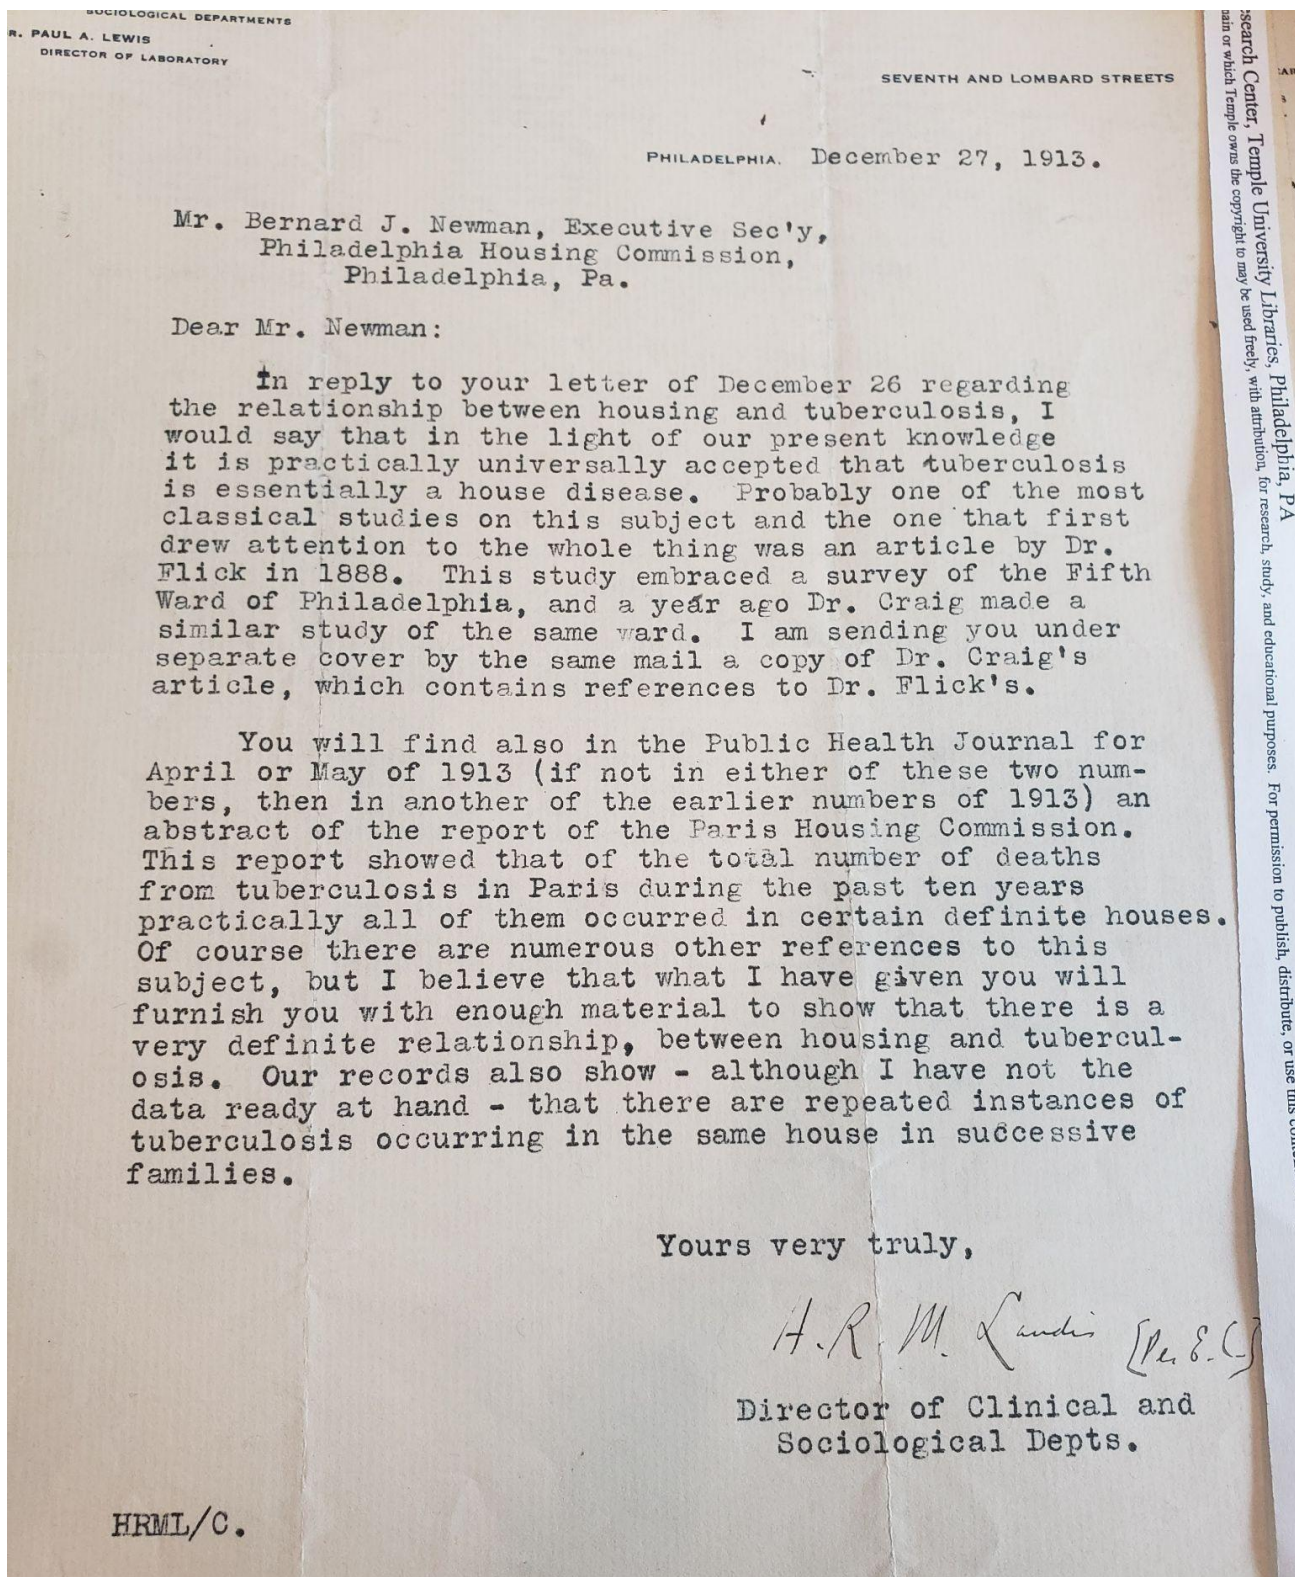 SOCIOLOGICAL DEPARTMENTS
R. PAUL A. LEWIS
DIRECTOR OF LABORATORY
SEVENTH AND LOMBARD STREETS
PHILADELPHIA. December 27, 1913.
Mr. Bernard J. Newman, Executive Sec'y,
Philadelphia Housing Commission,
Philadelphia, Pa.
Dear Mr. Newman:
In reply to your letter of December 26 regarding
the relationship between housing and tuberculosis, I
would say that in the light of our present knowledge
it is practically universally accepted that tuberculosis
is essentially a house disease. Probably one of the most
classical studies on this subject and the one that first
drew attention to the whole thing was an article by Dr.
Flick in 1888. This study embraced a survey of the Fifth
Ward of Philadelphia, and a year ago Dr. Craig made a
similar study of the same ward. I am sending you under
separate cover by the same mail a copy of Dr. Craig's
article, which contains references to Dr. Flick's.
You will find also in the Public Health Journal for
April or May of 1913 (if not in either of these two num-
bers, then in another of the earlier numbers of 1913) an
abstract of the report of the Paris Housing Commission.
This report showed that of the total number of deaths
from tuberculosis in Paris during the past ten years
practically all of them occurred in certain definite houses.
Of course there are numerous other references to this
subject, but I believe that what I have given you will
furnish you with enough material to show that there is a
very definite relationship, between housing and tubercul-
osis. Our records also show - although I have not the
data ready at hand - that there are repeated instances of
tuberculosis occurring in the same house in successive
families.
Yours very truly,
H. R. M. Landis [Per E. C.]
Director of Clinical and
Sociological Depts.
HRML/C.
esearch Center, Temple University Libraries, Philadelphia, PA
main or which Temple owns the copyright to may be used freely, with attribution, for research, study, and educational purposes. For permission to publish, distribute, or use this